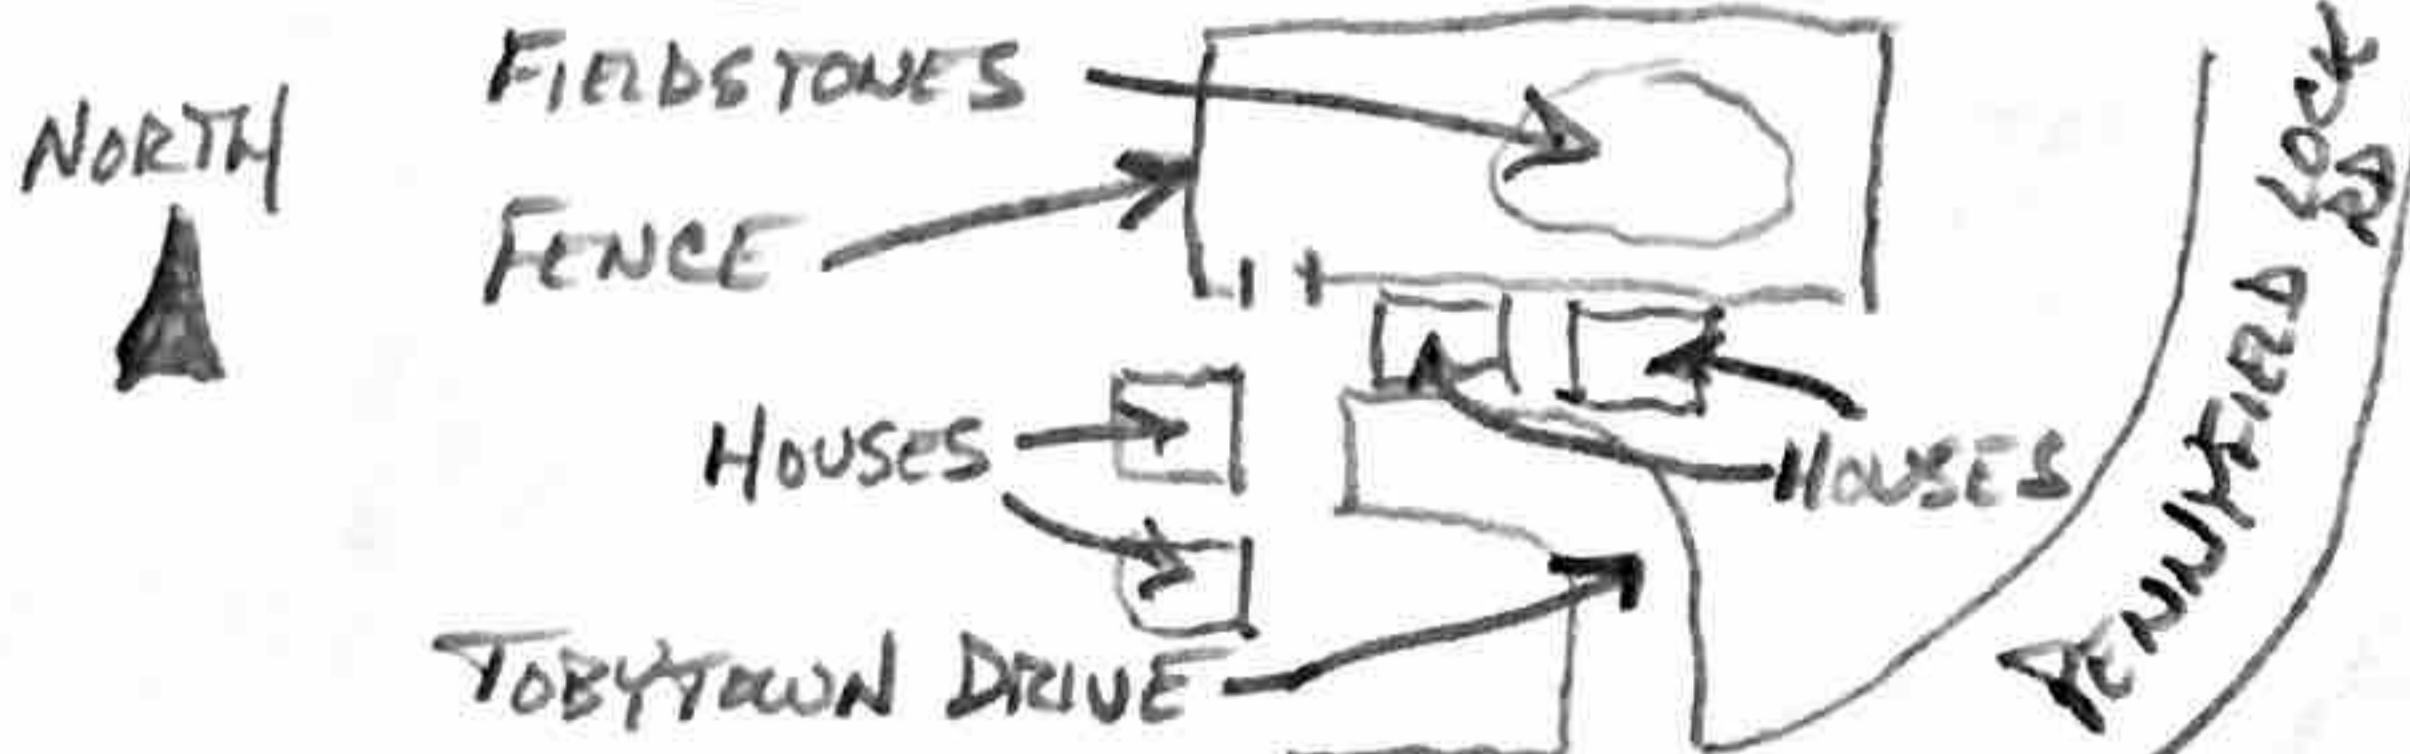 FIELDSTONES
NORTH
FENCE
HOUSES
HOUSES
TOBYTOWN DRIVE
PENNYFIELD LOCK
RD